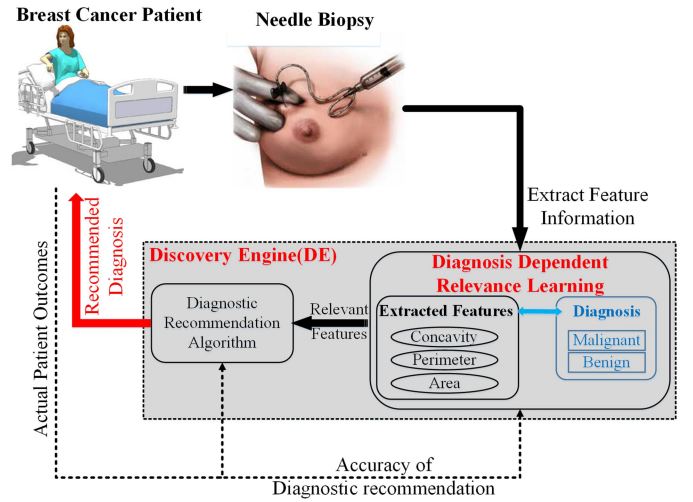 Breast Cancer Patient
Needle Biopsy
Extract Feature
Information
Actual Patient Outcomes
Recommended
Diagnosis
Discovery Engine(DE)
Diagnosis Dependent
Relevance Learning
Diagnostic
Recommendation
Algorithm
Relevant
Features
Extracted Features
Concavity
Perimeter
Area
Diagnosis
Malignant
Benign
Accuracy of
Diagnostic recommendation